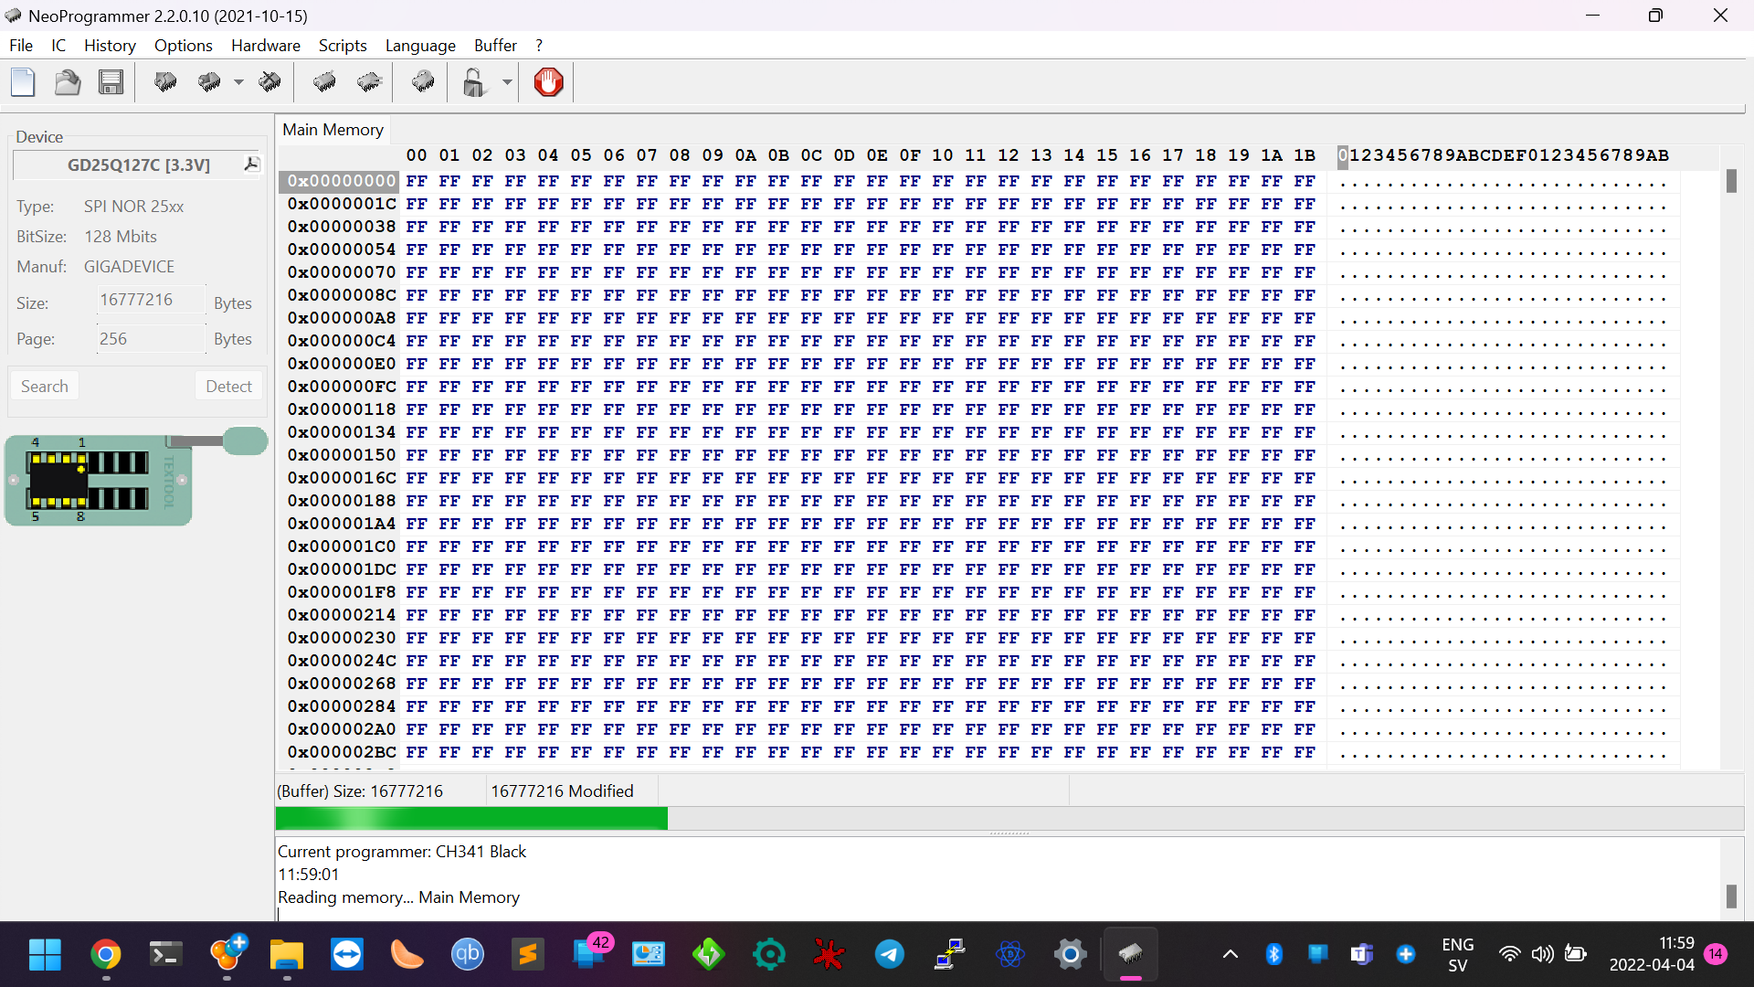 NeoProgrammer 2.2.0.10 (2021-10-15)
File IC History Options Hardware Scripts Language Buffer ?
Device
GD25Q127C [3.3V]
Type: SPI NOR 25xx
BitSize: 128 Mbits
Manuf: GIGADEVICE
Size: 16777216 Bytes
Page: 256 Bytes
Search Detect
4 1
TEXTOOL
5 8
Main Memory
00 01 02 03 04 05 06 07 08 09 0A 0B 0C 0D 0E 0F 10 11 12 13 14 15 16 17 18 19 1A 1B 0123456789ABCDEF0123456789AB
0x00000000 FF FF FF FF FF FF FF FF FF FF FF FF FF FF FF FF FF FF FF FF FF FF FF FF FF FF FF FF ............................
0x0000001C FF FF FF FF FF FF FF FF FF FF FF FF FF FF FF FF FF FF FF FF FF FF FF FF FF FF FF FF ............................
0x00000038 FF FF FF FF FF FF FF FF FF FF FF FF FF FF FF FF FF FF FF FF FF FF FF FF FF FF FF FF ............................
0x00000054 FF FF FF FF FF FF FF FF FF FF FF FF FF FF FF FF FF FF FF FF FF FF FF FF FF FF FF FF ............................
0x00000070 FF FF FF FF FF FF FF FF FF FF FF FF FF FF FF FF FF FF FF FF FF FF FF FF FF FF FF FF ............................
0x0000008C FF FF FF FF FF FF FF FF FF FF FF FF FF FF FF FF FF FF FF FF FF FF FF FF FF FF FF FF ............................
0x000000A8 FF FF FF FF FF FF FF FF FF FF FF FF FF FF FF FF FF FF FF FF FF FF FF FF FF FF FF FF ............................
0x000000C4 FF FF FF FF FF FF FF FF FF FF FF FF FF FF FF FF FF FF FF FF FF FF FF FF FF FF FF FF ............................
0x000000E0 FF FF FF FF FF FF FF FF FF FF FF FF FF FF FF FF FF FF FF FF FF FF FF FF FF FF FF FF ............................
0x000000FC FF FF FF FF FF FF FF FF FF FF FF FF FF FF FF FF FF FF FF FF FF FF FF FF FF FF FF FF ............................
0x00000118 FF FF FF FF FF FF FF FF FF FF FF FF FF FF FF FF FF FF FF FF FF FF FF FF FF FF FF FF ............................
0x00000134 FF FF FF FF FF FF FF FF FF FF FF FF FF FF FF FF FF FF FF FF FF FF FF FF FF FF FF FF ............................
0x00000150 FF FF FF FF FF FF FF FF FF FF FF FF FF FF FF FF FF FF FF FF FF FF FF FF FF FF FF FF ............................
0x0000016C FF FF FF FF FF FF FF FF FF FF FF FF FF FF FF FF FF FF FF FF FF FF FF FF FF FF FF FF ............................
0x00000188 FF FF FF FF FF FF FF FF FF FF FF FF FF FF FF FF FF FF FF FF FF FF FF FF FF FF FF FF ............................
0x000001A4 FF FF FF FF FF FF FF FF FF FF FF FF FF FF FF FF FF FF FF FF FF FF FF FF FF FF FF FF ............................
0x000001C0 FF FF FF FF FF FF FF FF FF FF FF FF FF FF FF FF FF FF FF FF FF FF FF FF FF FF FF FF ............................
0x000001DC FF FF FF FF FF FF FF FF FF FF FF FF FF FF FF FF FF FF FF FF FF FF FF FF FF FF FF FF ............................
0x000001F8 FF FF FF FF FF FF FF FF FF FF FF FF FF FF FF FF FF FF FF FF FF FF FF FF FF FF FF FF ............................
0x00000214 FF FF FF FF FF FF FF FF FF FF FF FF FF FF FF FF FF FF FF FF FF FF FF FF FF FF FF FF ............................
0x00000230 FF FF FF FF FF FF FF FF FF FF FF FF FF FF FF FF FF FF FF FF FF FF FF FF FF FF FF FF ............................
0x0000024C FF FF FF FF FF FF FF FF FF FF FF FF FF FF FF FF FF FF FF FF FF FF FF FF FF FF FF FF ............................
0x00000268 FF FF FF FF FF FF FF FF FF FF FF FF FF FF FF FF FF FF FF FF FF FF FF FF FF FF FF FF ............................
0x00000284 FF FF FF FF FF FF FF FF FF FF FF FF FF FF FF FF FF FF FF FF FF FF FF FF FF FF FF FF ............................
0x000002A0 FF FF FF FF FF FF FF FF FF FF FF FF FF FF FF FF FF FF FF FF FF FF FF FF FF FF FF FF ............................
0x000002BC FF FF FF FF FF FF FF FF FF FF FF FF FF FF FF FF FF FF FF FF FF FF FF FF FF FF FF FF ............................
(Buffer) Size: 16777216 16777216 Modified
Current programmer: CH341 Black
11:59:01
Reading memory... Main Memory
qb 42 ENG 11:59 14
SV 2022-04-04